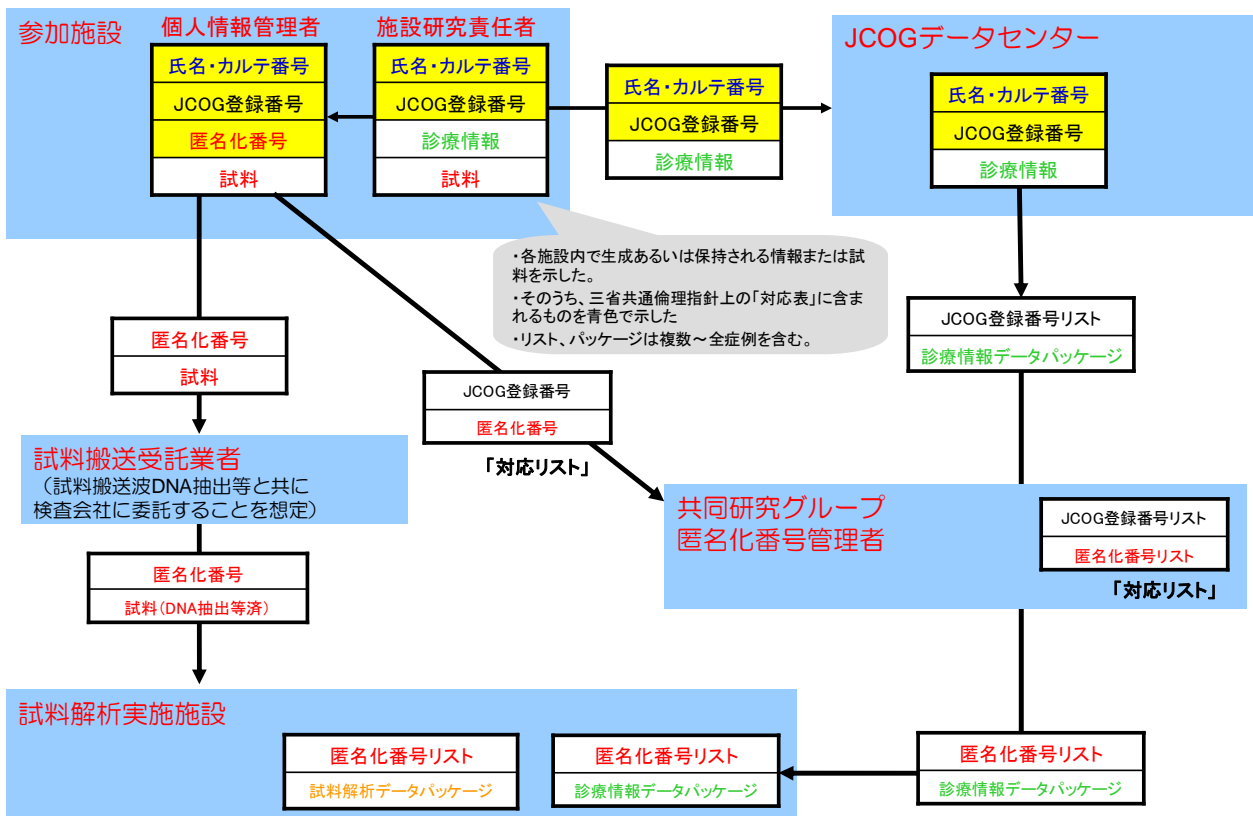 参加施設
個人情報管理者
氏名・カルテ番号
JCOG登録番号
匿名化番号
試料
施設研究責任者
氏名・カルテ番号
JCOG登録番号
診療情報
試料
氏名・カルテ番号
JCOG登録番号
診療情報
JCOGデータセンター
氏名・カルテ番号
JCOG登録番号
診療情報
・各施設内で生成あるいは保持される情報または試
料を示した。
・そのうち、三省共通倫理指針上の「対応表」に含ま
れるものを青色で示した
・リスト、パッケージは複数～全症例を含む。
JCOG登録番号リスト
診療情報データパッケージ
匿名化番号
試料
JCOG登録番号
匿名化番号
「対応リスト」
試料搬送受託業者
（試料搬送波DNA抽出等と共に
検査会社に委託することを想定）
共同研究グループ
匿名化番号管理者
JCOG登録番号リスト
匿名化番号リスト
「対応リスト」
匿名化番号
試料（DNA抽出等済）
試料解析実施施設
匿名化番号リスト
試料解析データパッケージ
匿名化番号リスト
診療情報データパッケージ
匿名化番号リスト
診療情報データパッケージ